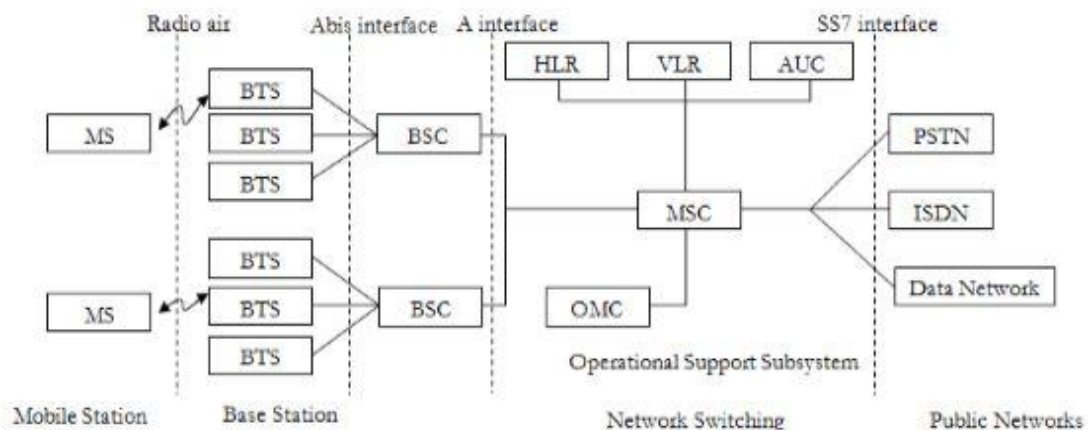 Radio air
Abis interface
A interface
SS7 interface
HLR
VLR
AUC
BTS
MS
BTS
BSC
PSTN
BTS
MSC
ISDN
BTS
Data Network
MS
BTS
BSC
OMC
BTS
Operational Support Subsystem
Mobile Station
Base Station
Network Switching
Public Networks